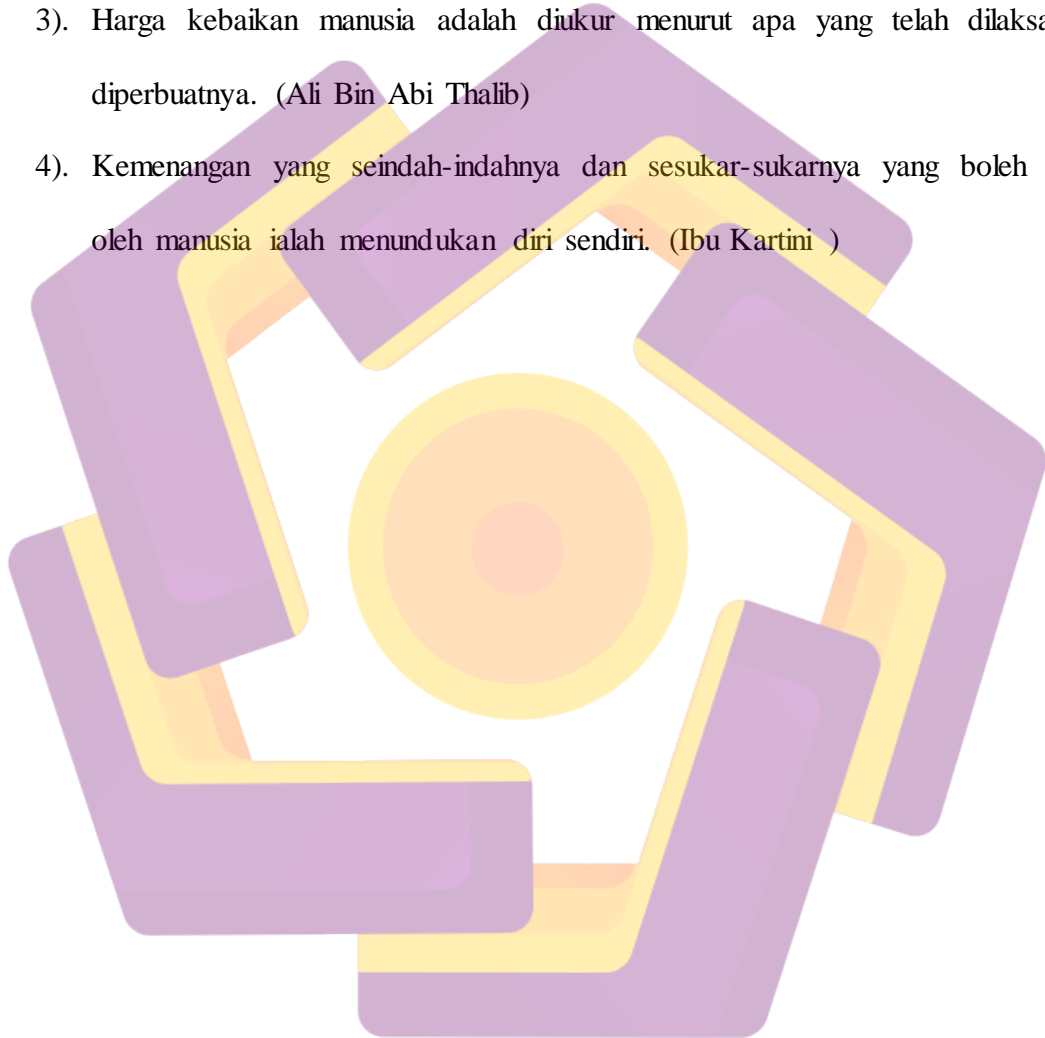 3). Harga kebaikan manusia adalah diukur menurut apa yang telah dilaksa
diperbuatnya. (Ali Bin Abi Thalib)
4). Kemenangan yang seindah-indahnya dan sesukar-sukarnya yang boleh
oleh manusia ialah menundukan diri sendiri. (Ibu Kartini )